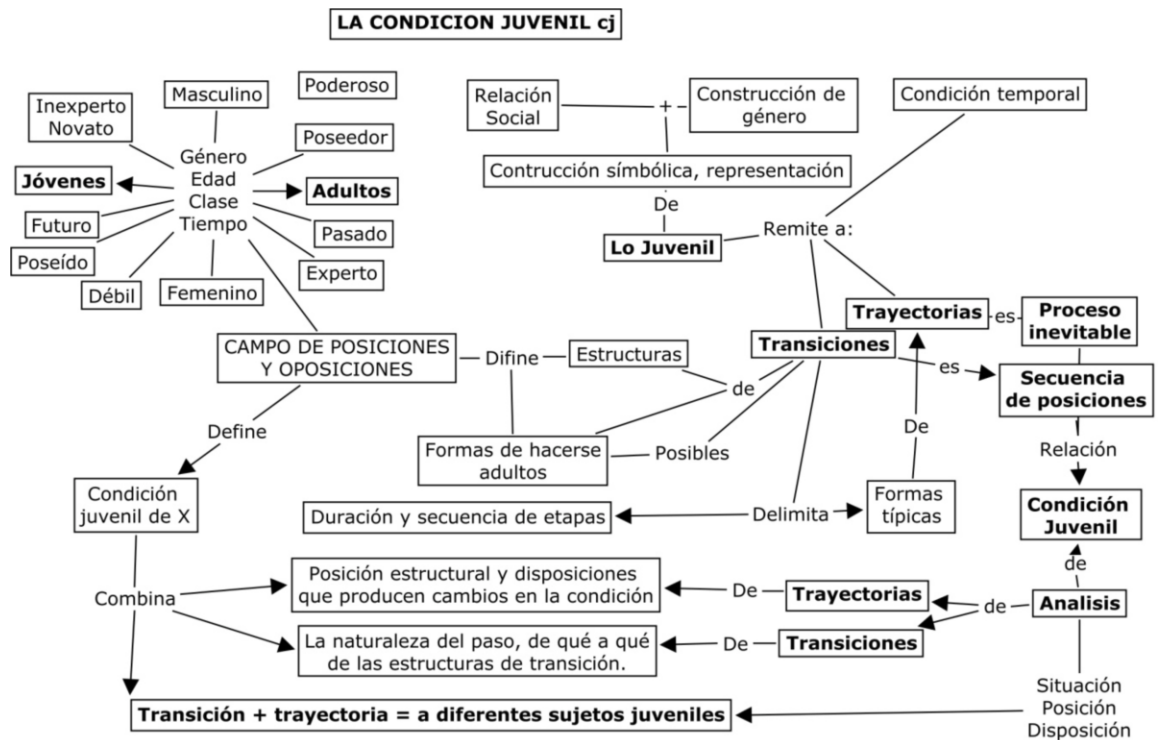 LA CONDICION JUVENIL cj
Inexperto
Novato
Masculino
Poderoso
Poseedor
Género
Edad
Clase
Tiempo
Jóvenes
Adultos
Futuro
Pasado
Poseído
Experto
Débil
Femenino
Relación
Social
+
Construcción de
género
Condición temporal
Contrucción símbólica, representación
De
Lo Juvenil
Remite a:
Trayectorias
es
Proceso
inevitable
Transiciones
es
Secuencia
de posiciones
CAMPO DE POSICIONES
Y OPOSICIONES
Difine
Estructuras
de
Formas de hacerse
adultos
Posibles
De
Relación
Define
Condición
juvenil de X
Duración y secuencia de etapas
Delimita
Formas
típicas
Condición
Juvenil
de
Combina
Posición estructural y disposiciones
que producen cambios en la condición
De
Trayectorias
de
Analisis
La naturaleza del paso, de qué a qué
de las estructuras de transición.
De
Transiciones
Situación
Posición
Disposición
Transición + trayectoria = a diferentes sujetos juveniles